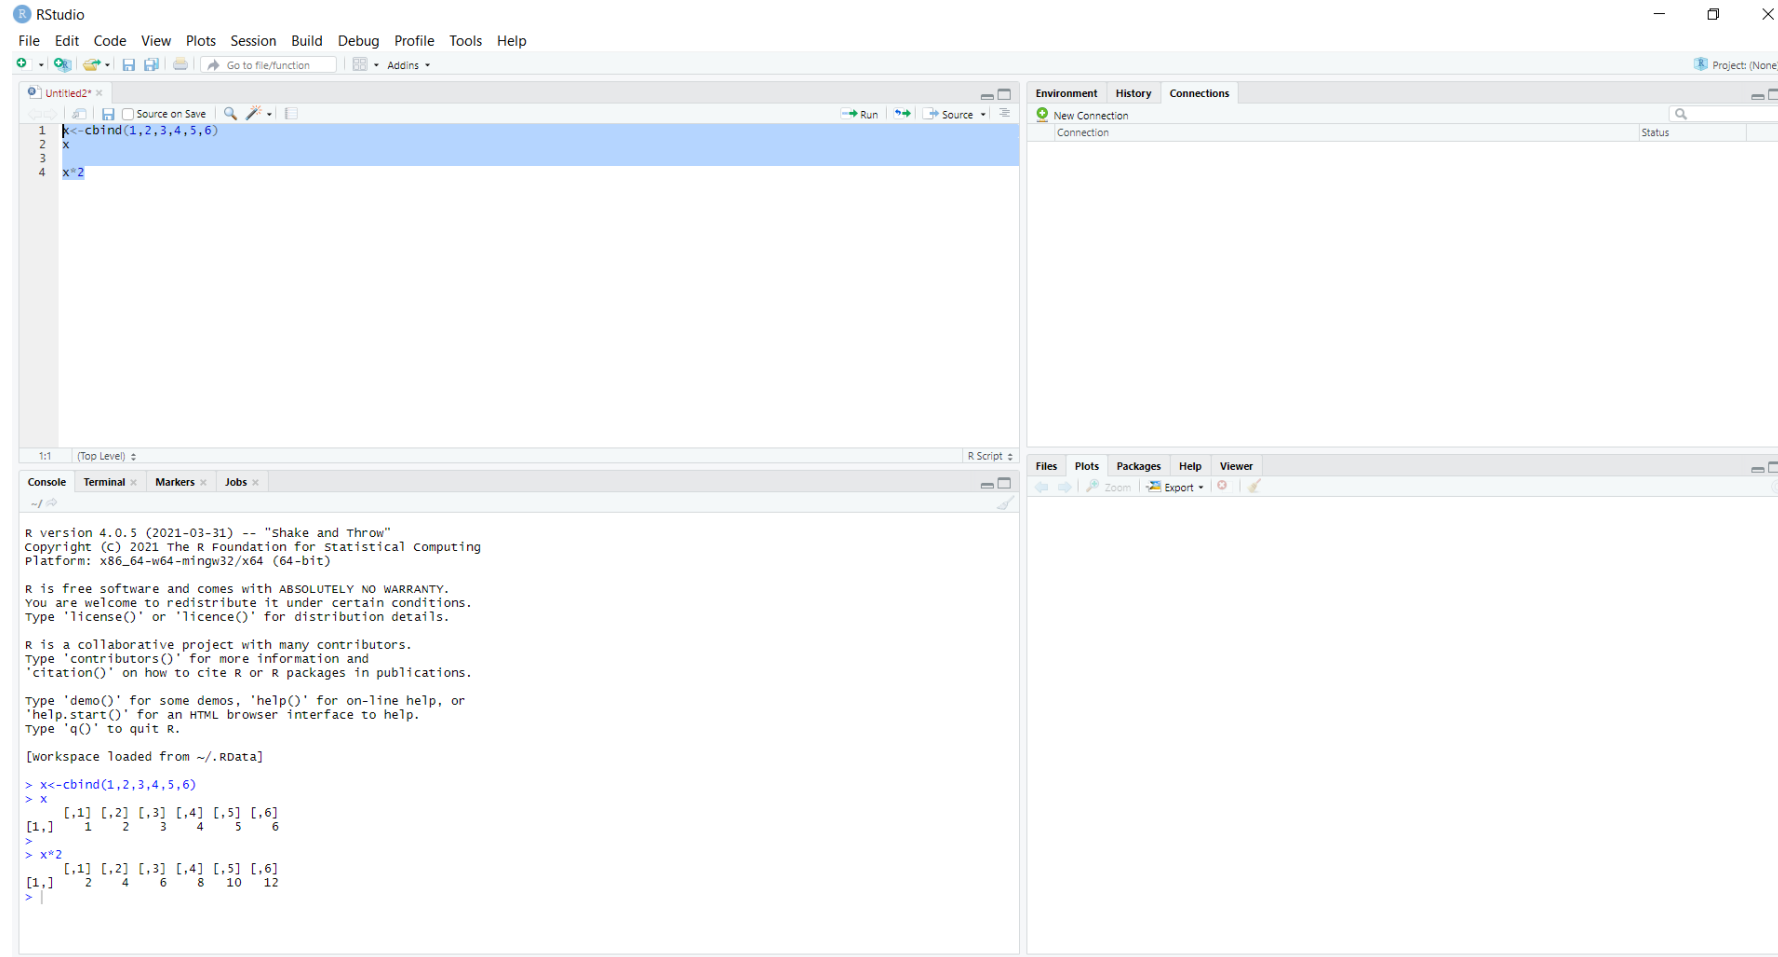 RStudio
File Edit Code View Plots Session Build Debug Profile Tools Help
Go to file/function Addins Project: (None)
Untitled2*
Source on Save Run Source
1 x<-cbind(1,2,3,4,5,6)
2 x
3
4 x*2
1:1 (Top Level) R Script
Console Terminal Markers Jobs
~/
R version 4.0.5 (2021-03-31) -- "Shake and Throw"
Copyright (C) 2021 The R Foundation for Statistical Computing
Platform: x86_64-w64-mingw32/x64 (64-bit)
R is free software and comes with ABSOLUTELY NO WARRANTY.
You are welcome to redistribute it under certain conditions.
Type 'license()' or 'licence()' for distribution details.
R is a collaborative project with many contributors.
Type 'contributors()' for more information and
'citation()' on how to cite R or R packages in publications.
Type 'demo()' for some demos, 'help()' for on-line help, or
'help.start()' for an HTML browser interface to help.
Type 'q()' to quit R.
[Workspace loaded from ~/.RData]
> x<-cbind(1,2,3,4,5,6)
> x
[,1] [,2] [,3] [,4] [,5] [,6]
[1,] 1 2 3 4 5 6
>
> x*2
[,1] [,2] [,3] [,4] [,5] [,6]
[1,] 2 4 6 8 10 12
>
Environment History Connections
New Connection
Connection Status
Files Plots Packages Help Viewer
Zoom Export